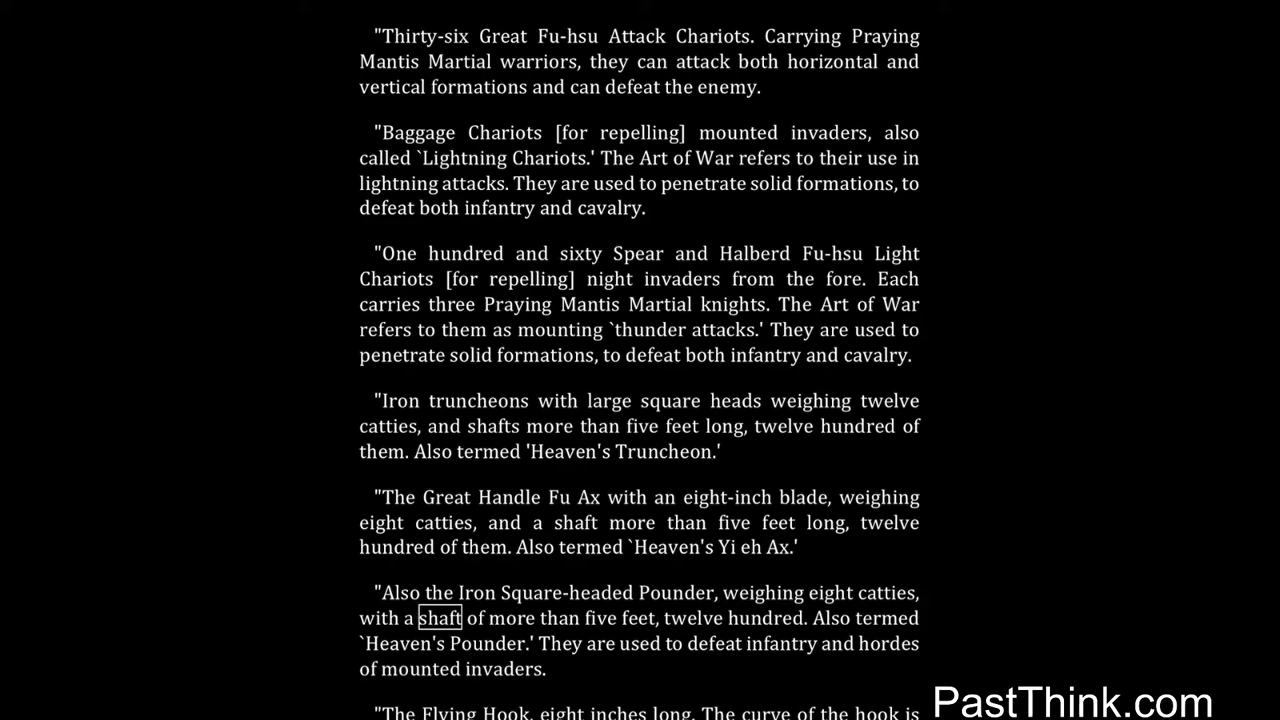 "Thirty-six Great Fu-hsu Attack Chariots. Carrying Praying
Mantis Martial warriors, they can attack both horizontal and
vertical formations and can defeat the enemy.
"Baggage Chariots [for repelling] mounted invaders, also
called `Lightning Chariots.' The Art of War refers to their use in
lightning attacks. They are used to penetrate solid formations, to
defeat both infantry and cavalry.
"One hundred and sixty Spear and Halberd Fu-hsu Light
Chariots [for repelling] night invaders from the fore. Each
carries three Praying Mantis Martial knights. The Art of War
refers to them as mounting `thunder attacks.' They are used to
penetrate solid formations, to defeat both infantry and cavalry.
"Iron truncheons with large square heads weighing twelve
catties, and shafts more than five feet long, twelve hundred of
them. Also termed 'Heaven's Truncheon.'
"The Great Handle Fu Ax with an eight-inch blade, weighing
eight catties, and a shaft more than five feet long, twelve
hundred of them. Also termed `Heaven's Yi eh Ax.'
"Also the Iron Square-headed Pounder, weighing eight catties,
with a shaft of more than five feet, twelve hundred. Also termed
`Heaven's Pounder.' They are used to defeat infantry and hordes
of mounted invaders.
"The Flying Hook, eight inches long. The curve of the hook is
PastThink.com